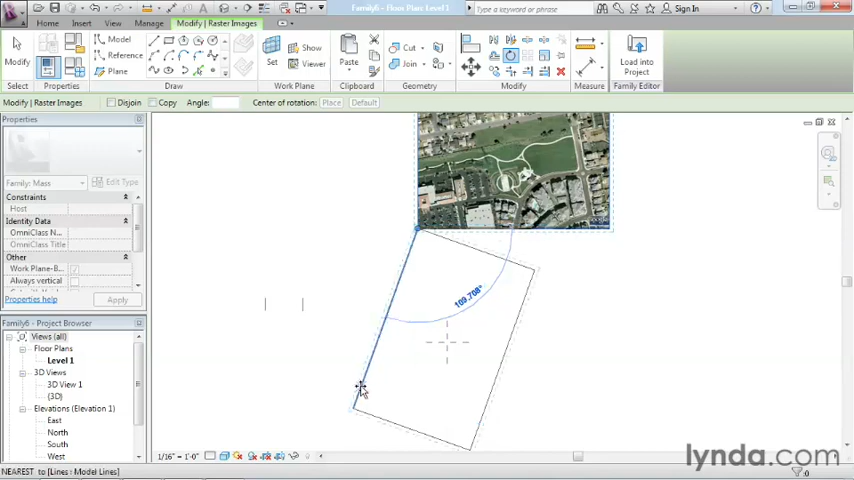 Family6 - Floor Plan: Level 1
Type a keyword or phrase
Sign In
Home Insert View Manage Modify | Raster Images
Modify
Properties
Model
Reference
Plane
Set
Show
Viewer
Paste
Cut
Join
Load into
Project
Select Properties Draw Work Plane Clipboard Geometry Modify Measure Family Editor
Modify | Raster Images Disjoin Copy Angle: Center of rotation: Place Default
Properties
Family: Mass Edit Type
Constraints
Host
Identity Data
OmniClass N...
OmniClass Title
Other
Work Plane-B...
Always vertical
Properties help Apply
Family6 - Project Browser
Views (all)
Floor Plans
Level 1
3D Views
3D View 1
{3D}
Elevations (Elevation 1)
East
North
South
West
109.708°
1/16" = 1'-0"
NEAREST to [Lines : Model Lines]
:0
lynda.com